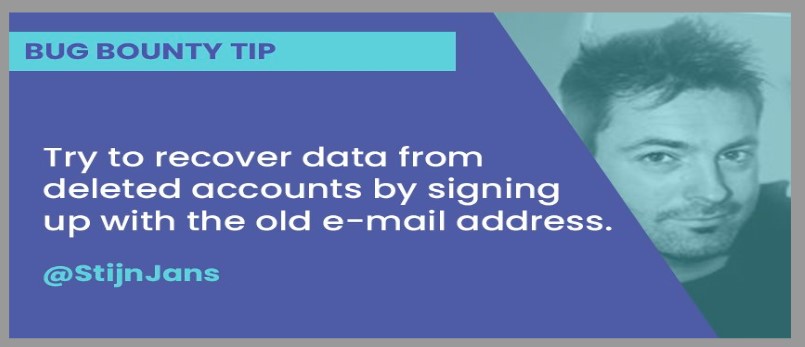 BUG BOUNTY TIP
Try to recover data from
deleted accounts by signing
up with the old e-mail address.
@StijnJans